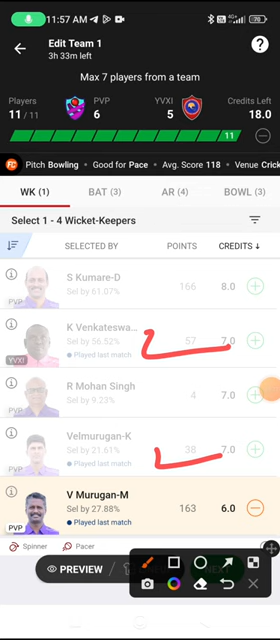 11:57 AM
4G+
70
Edit Team 1
3h 33m left
?
Max 7 players from a team
Players PVP YVXI Credits Left
11 / 11 6 5 18.0
11
FC Pitch Bowling Good for Pace Avg. Score 118 Venue Crick
WK (1) BAT (3) AR (4) BOWL (3)
Select 1 - 4 Wicket-Keepers
SELECTED BY POINTS CREDITS ↓
S Kumare-D
Sel by 61.07% 166 8.0
PVP
K Venkateswa...
Sel by 56.52% 57 7.0
Played last match
YVXI
R Mohan Singh
Sel by 9.23% 4 7.0
PVP
Velmurugan-K
Sel by 21.61% 38 7.0
Played last match
PVP
V Murugan-M
Sel by 27.88% 163 6.0
Played last match
PVP
Spinner Pacer
PREVIEW